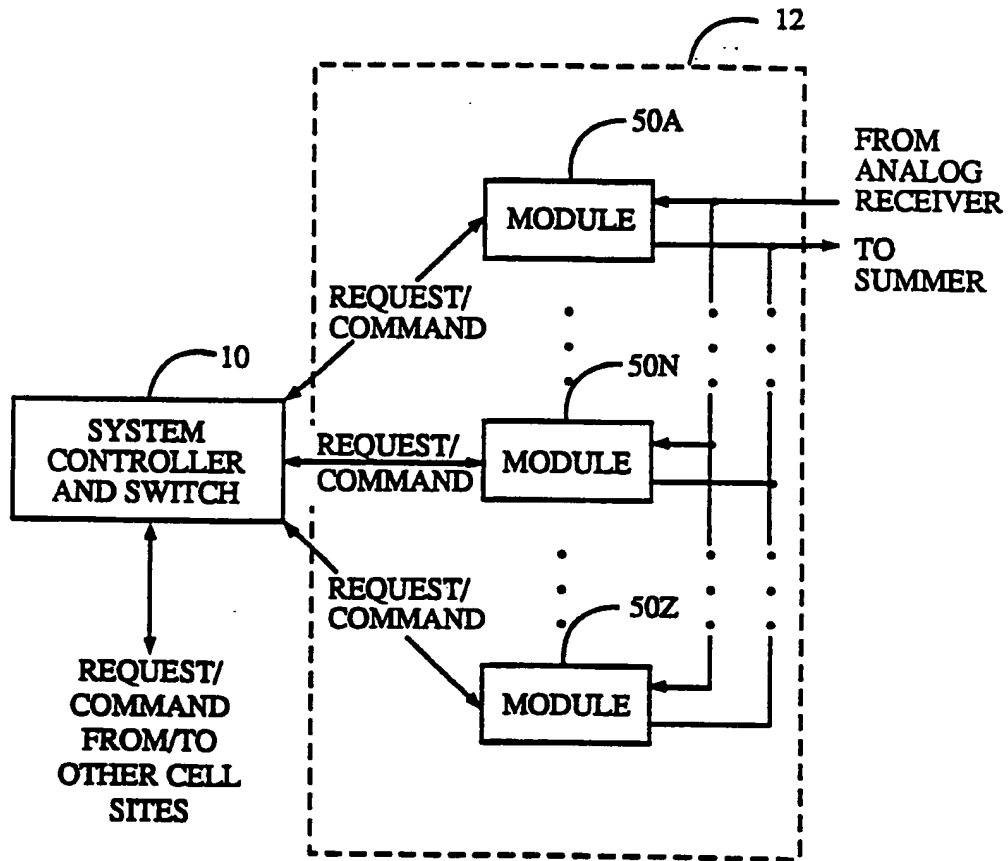 12
50A
FROM
ANALOG
RECEIVER
MODULE
TO
SUMMER
REQUEST/
COMMAND
10
50N
SYSTEM
CONTROLLER
AND SWITCH
REQUEST/
COMMAND
MODULE
REQUEST/
COMMAND
50Z
MODULE
REQUEST/
COMMAND
FROM/TO
OTHER CELL
SITES